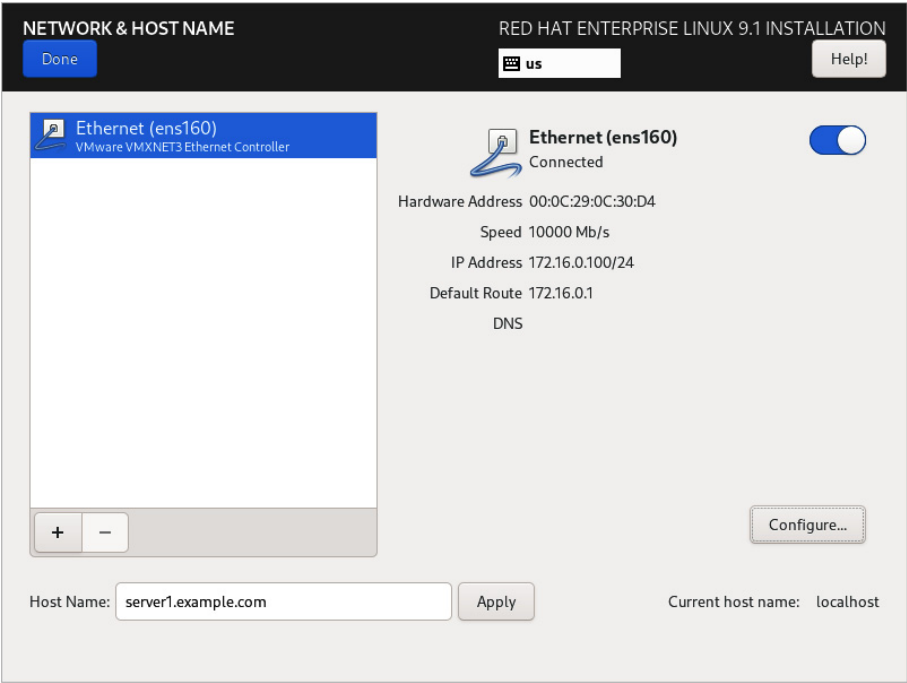 NETWORK & HOST NAME
RED HAT ENTERPRISE LINUX 9.1 INSTALLATION
Done
us
Help!
Ethernet (ens160)
VMware VMXNET3 Ethernet Controller
Ethernet (ens160)
Connected
Hardware Address 00:0C:29:0C:30:D4
Speed 10000 Mb/s
IP Address 172.16.0.100/24
Default Route 172.16.0.1
DNS
+ −
Configure...
Host Name: server1.example.com Apply Current host name: localhost